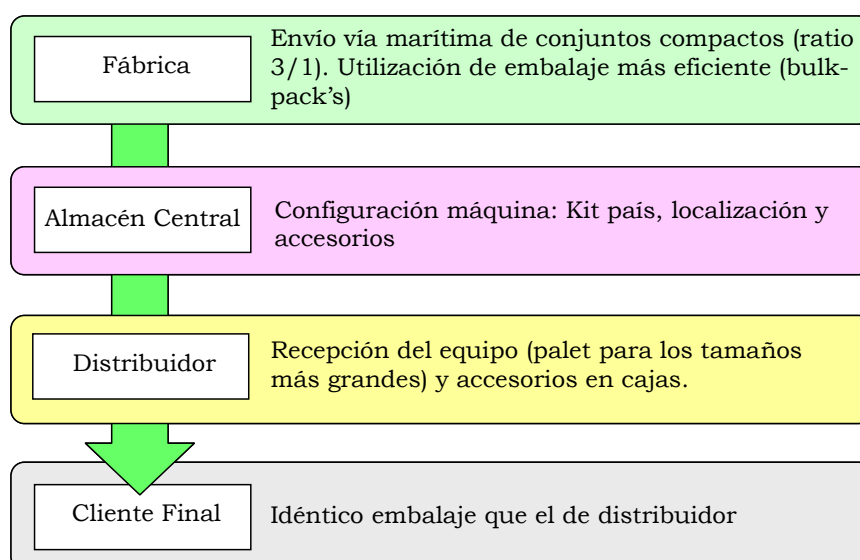 Fábrica
Envío vía marítima de conjuntos compactos (ratio
3/1). Utilización de embalaje más eficiente (bulk-
pack’s)
Almacén Central
Configuración máquina: Kit país, localización y
accesorios
Distribuidor
Recepción del equipo (palet para los tamaños
más grandes) y accesorios en cajas.
Cliente Final
Idéntico embalaje que el de distribuidor